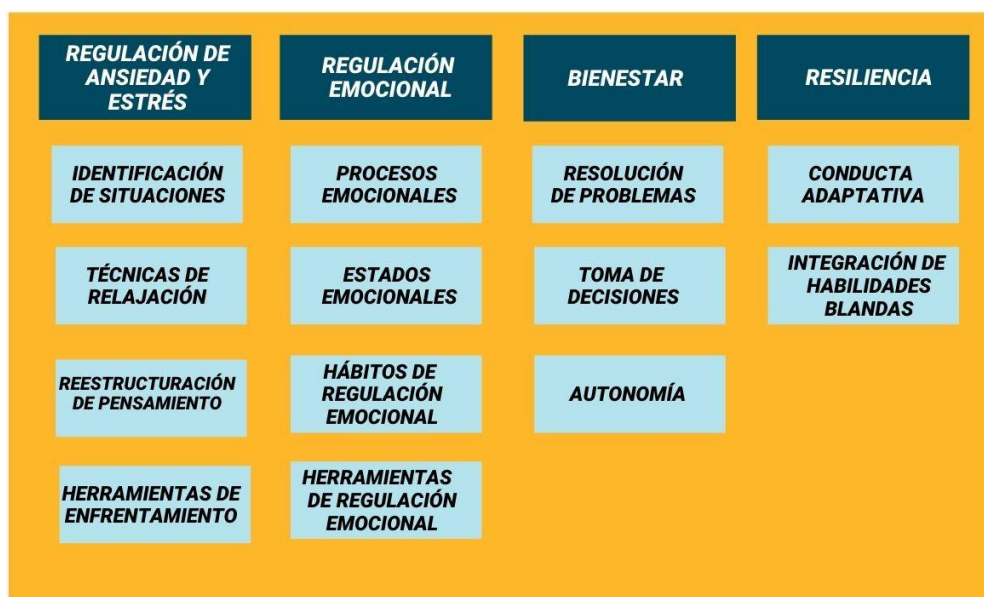 REGULACIÓN DE
ANSIEDAD Y
ESTRÉS
IDENTIFICACIÓN
DE SITUACIONES
TÉCNICAS DE
RELAJACIÓN
REESTRUCTURACIÓN
DE PENSAMIENTO
HERRAMIENTAS DE
ENFRENTAMIENTO
REGULACIÓN
EMOCIONAL
PROCESOS
EMOCIONALES
ESTADOS
EMOCIONALES
HÁBITOS DE
REGULACIÓN
EMOCIONAL
HERRAMIENTAS
DE REGULACIÓN
EMOCIONAL
BIENESTAR
RESOLUCIÓN
DE PROBLEMAS
TOMA DE
DECISIONES
AUTONOMÍA
RESILIENCIA
CONDUCTA
ADAPTATIVA
INTEGRACIÓN DE
HABILIDADES
BLANDAS